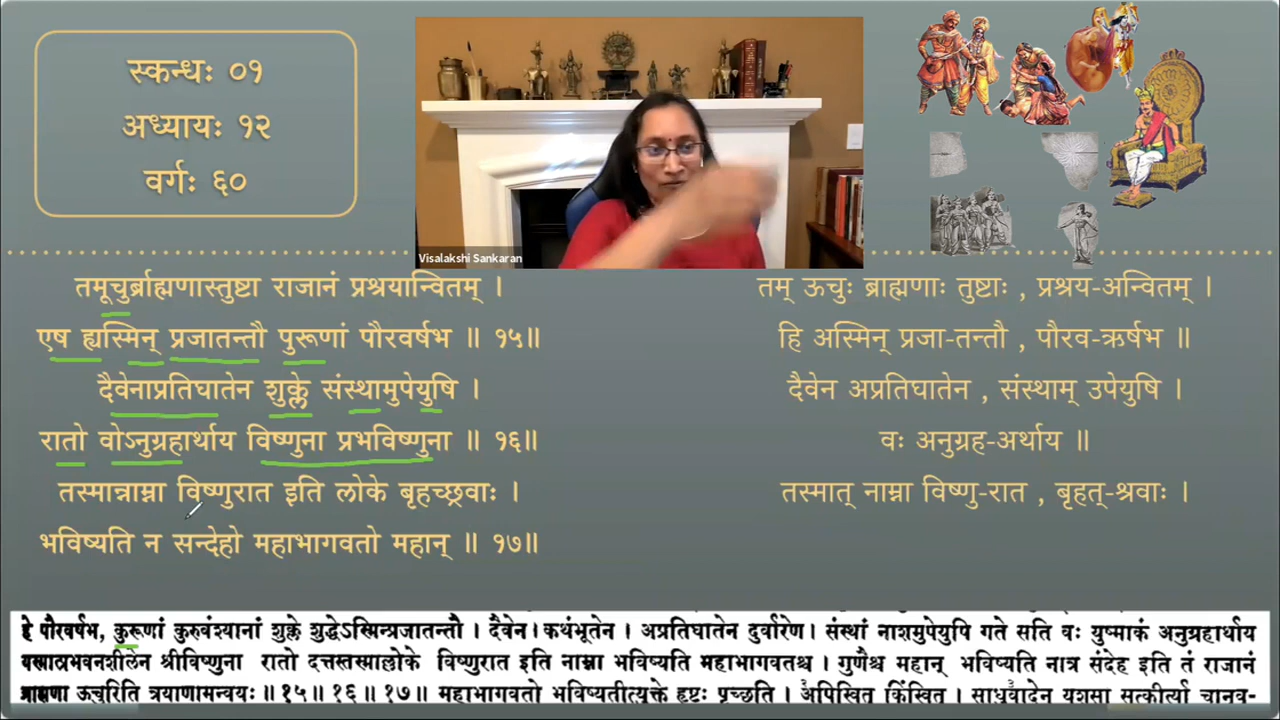 स्कन्धः ०१
अध्यायः १२
वर्गः ६०
Visalakshi Sankaran
तमूचुर्ब्राह्मणास्तुष्टा राजानं प्रश्रयान्वितम् ।
एष ह्यस्मिन् प्रजातन्तौ पुरूणां पौरवर्षभ ॥ १५॥
दैवेनाप्रतिघातेन शुक्ले संस्थामुपेयुषि ।
रातो वोऽनुग्रहार्थाय विष्णुना प्रभविष्णुना ॥ १६॥
तस्मान्नाम्ना विष्णुरात इति लोके बृहच्छ्रवाः ।
भविष्यति न सन्देहो महाभागवतो महान् ॥ १७॥
तम् ऊचुः ब्राह्मणाः तुष्टाः , प्रश्रय-अन्वितम् ।
हि अस्मिन् प्रजा-तन्तौ , पौरव-ऋर्षभ ॥
दैवेन अप्रतिघातेन , संस्थाम् उपेयुषि ।
वः अनुग्रह-अर्थाय ॥
तस्मात् नाम्ना विष्णु-रात , बृहत्-श्रवाः ।
हे पौरवर्षभ, कुरूणां कुरुवंश्यानां शुक्ले शुद्धेऽस्मिन्प्रजातन्तौ । दैवेन । कथंभूतेन । अप्रतिघातेन दुर्वारेण । संस्थां नाशमुपेयुषि गते सति वः युष्माकं अनुग्रहार्थाय
यस्मात्प्रभवनशीलेन श्रीविष्णुना रातो दत्तस्तस्माल्लोके विष्णुरात इति नाम्ना भविष्यति महाभागवतश्च । गुणैश्च महान् भविष्यति नात्र संदेह इति तं राजानं
ब्राह्मणा ऊचुरिति त्रयाणामन्वयः ॥ १५ ॥ १६ ॥ १७ ॥ महाभागवतो भविष्यतीत्युक्ते हृष्टः पृच्छति । अपिस्वित् किंस्वित् । साधुवादेन यशसा सत्कीर्त्या चानव-